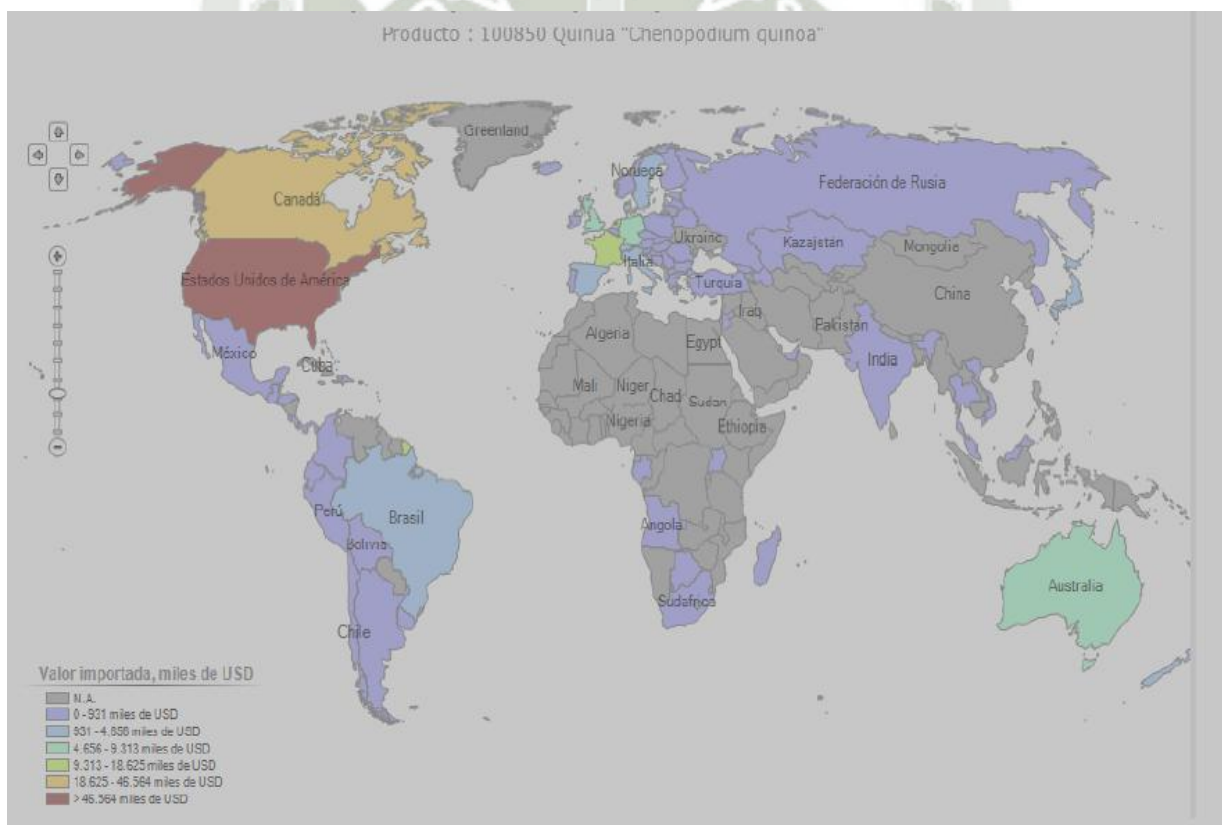 Producto : 100850 Quinua "Chenopodium quinoa"
Greenland
Canadá
Noruega
Federación de Rusia
Ukraine
Kazajstán
Mongolia
Italia
Estados Unidos de América
Turquía
China
Iraq
Pakistán
Algeria
Egypt
México
Cuba
India
Mali
Niger
Chad
Sudan
Nigeria
Ethiopia
Perú
Brasil
Angola
Bolivia
Australia
Sudáfrica
Chile
Valor importada, miles de USD
N.A.
0 - 931 miles de USD
931 - 4.656 miles de USD
4.656 - 9.313 miles de USD
9.313 - 18.625 miles de USD
18.625 - 46.564 miles de USD
> 46.564 miles de USD